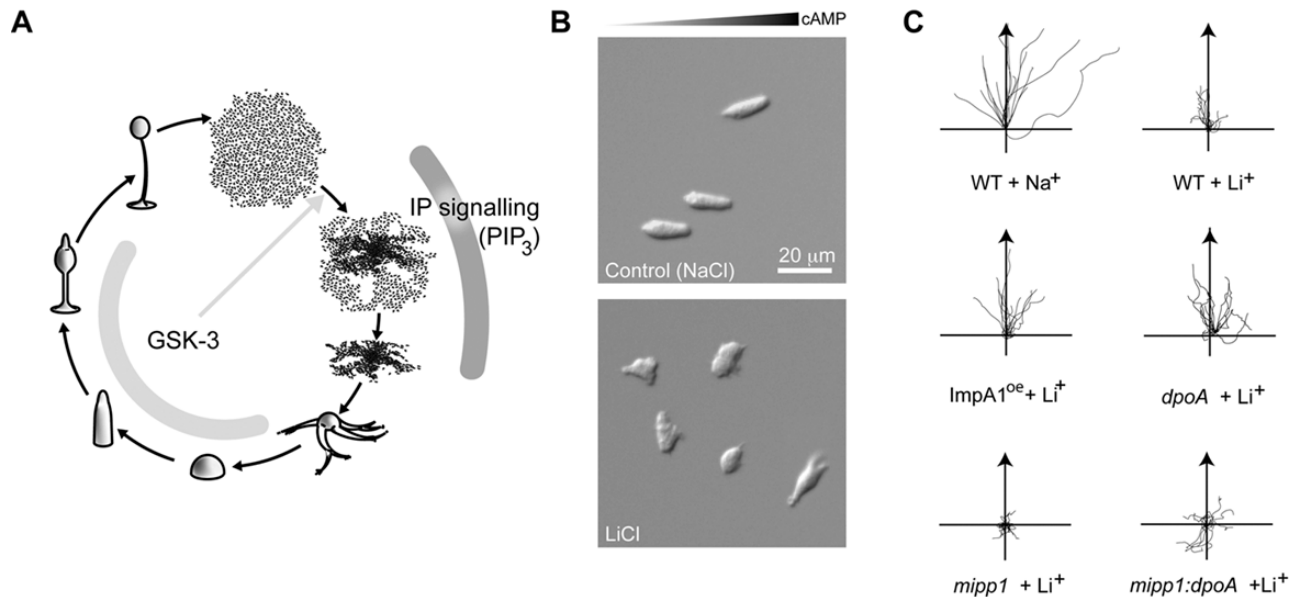 A
IP signalling
(PIP3)
GSK-3
B
cAMP
Control (NaCl)
20 μm
LiCl
C
WT + Na+
WT + Li+
ImpA1oe + Li+
dpoA + Li+
mipp1 + Li+
mipp1:dpoA +Li+